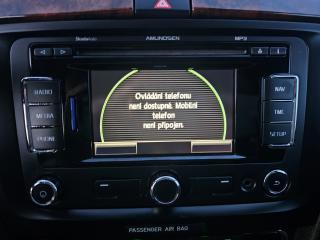 ŠkodaAuto AMUNDSEN MP3
RADIO
MEDIA
PHONE
Ovládání telefonu
není dostupné. Mobilní
telefon
není připojen.
NAV
TIME
SETUP
PASSENGER AIR BAG